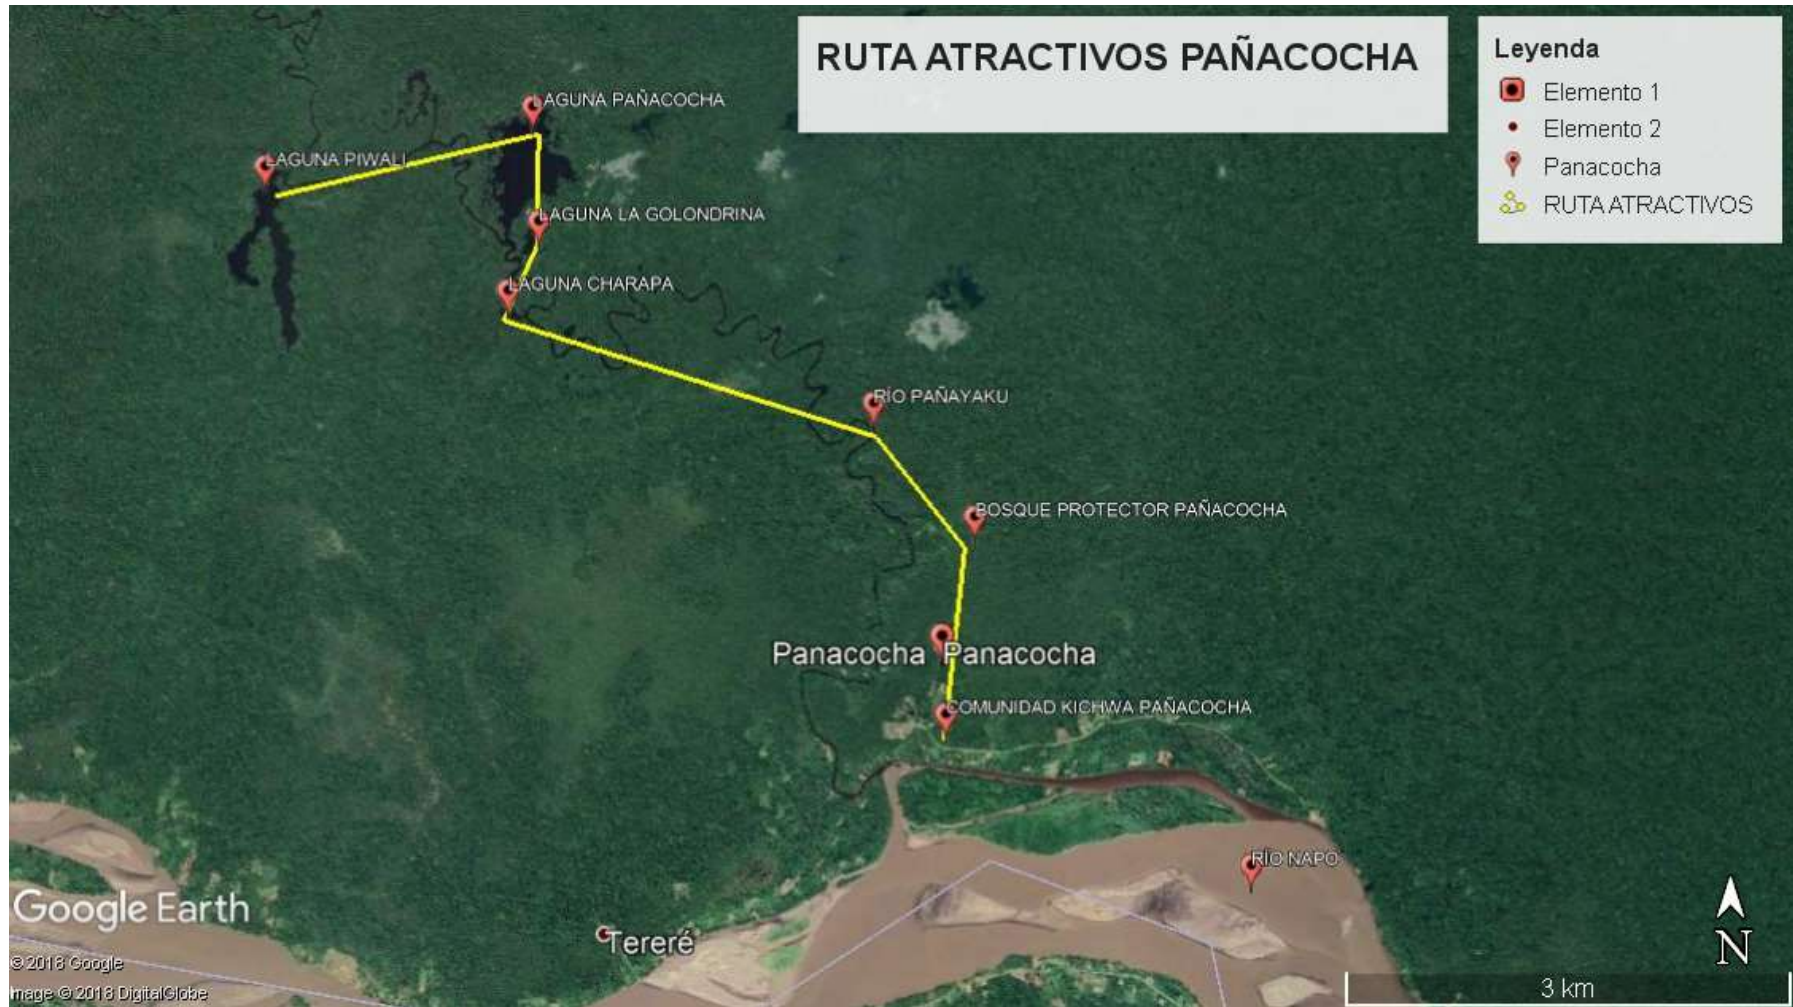 RUTA ATRACTIVOS PAÑACOCHA
Leyenda
Elemento 1
Elemento 2
Panacocha
RUTA ATRACTIVOS
LAGUNA PAÑACOCHA
LAGUNA PIWALI
LAGUNA LA GOLONDRINA
LAGUNA CHARAPA
RÍO PAÑAYAKU
BOSQUE PROTECTOR PAÑACOCHA
Panacocha Panacocha
COMUNIDAD KICHWA PAÑACOCHA
RÍO NAPO
Google Earth
Tereré
© 2018 Google
Image © 2018 DigitalGlobe
N
3 km